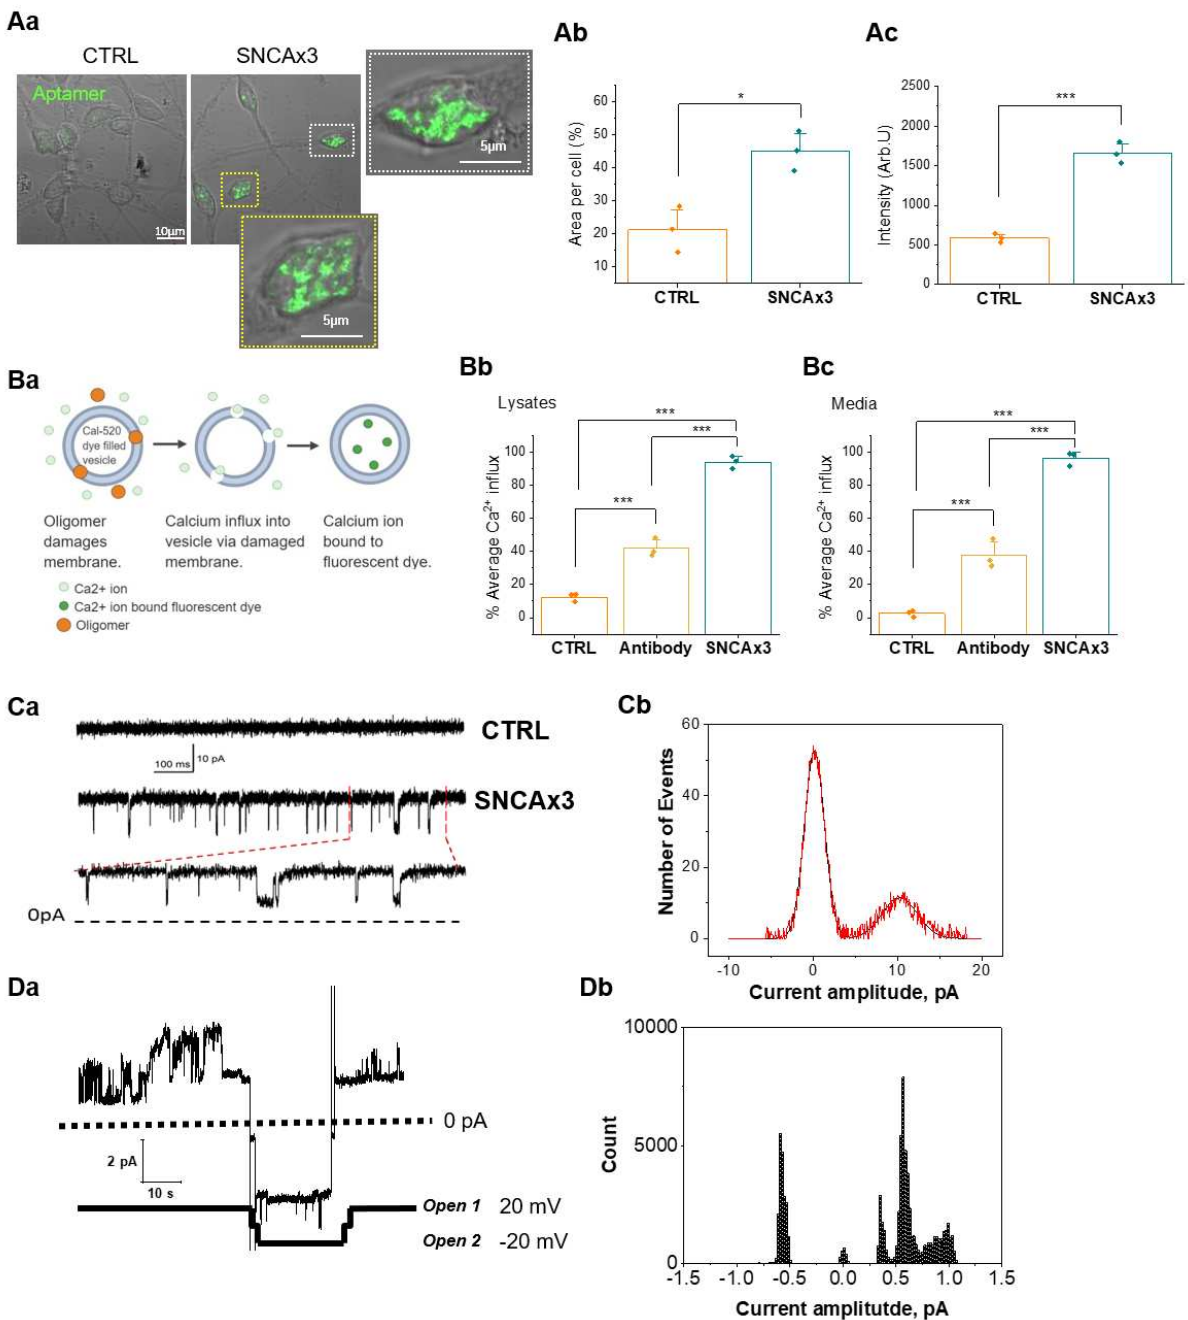 Aa
CTRL
SNCAx3
Aptamer
10µm
5µm
5µm
Ab
Area per cell (%)
60
50
40
30
20
10
*
CTRL
SNCAx3
Ac
Intensity (Arb.U)
2500
2000
1500
1000
500
0
***
CTRL
SNCAx3
Ba
Cal-520
dye filled
vesicle
Oligomer
damages
membrane.
Calcium influx into
vesicle via damaged
membrane.
Calcium ion
bound to
fluorescent dye.
Ca2+ ion
Ca2+ ion bound fluorescent dye
Oligomer
Bb
Lysates
% Average Ca²⁺ influx
100
80
60
40
20
0
***
***
***
CTRL
Antibody
SNCAx3
Bc
Media
% Average Ca²⁺ influx
100
80
60
40
20
0
***
***
***
CTRL
Antibody
SNCAx3
Ca
CTRL
10 pA
100 ms
SNCAx3
0pA
Cb
Number of Events
60
40
20
0
-10
0
10
20
Current amplitude, pA
Da
0 pA
2 pA
10 s
Open 1 20 mV
Open 2 -20 mV
Db
Count
10000
5000
0
-1.5
-1.0
-0.5
0.0
0.5
1.0
1.5
Current amplitutde, pA